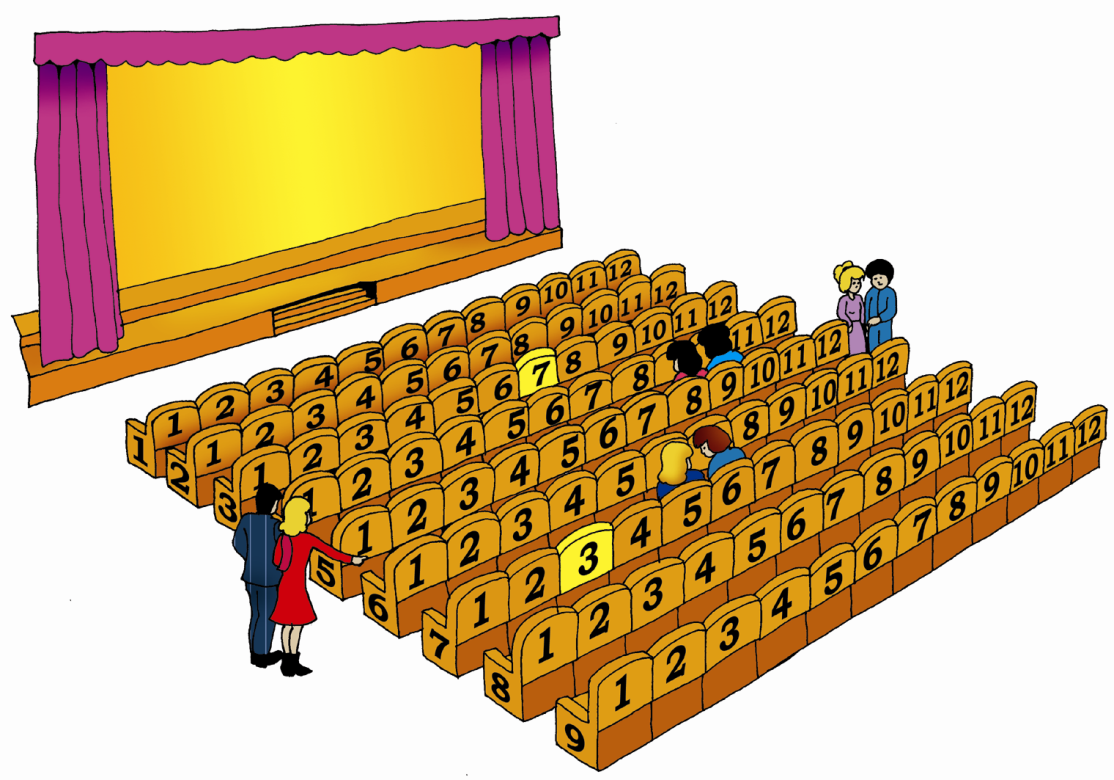 1 1 2 3 4 5 6 7 8 9 10 11 12
2 1 2 3 4 5 6 7 8 9 10 11 12
3 1 2 3 4 5 6 7 8 9 10 11 12
1 2 3 4 5 6 7 8 11 12
5 1 2 3 4 5 6 7 8 9 10 11 12
6 1 2 3 4 5 8 9 10 11 12
7 1 2 3 4 5 6 7 8 9 10 11 12
8 1 2 3 4 5 6 7 8 9 10 11 12
9 1 2 3 4 5 6 7 8 9 10 11 12